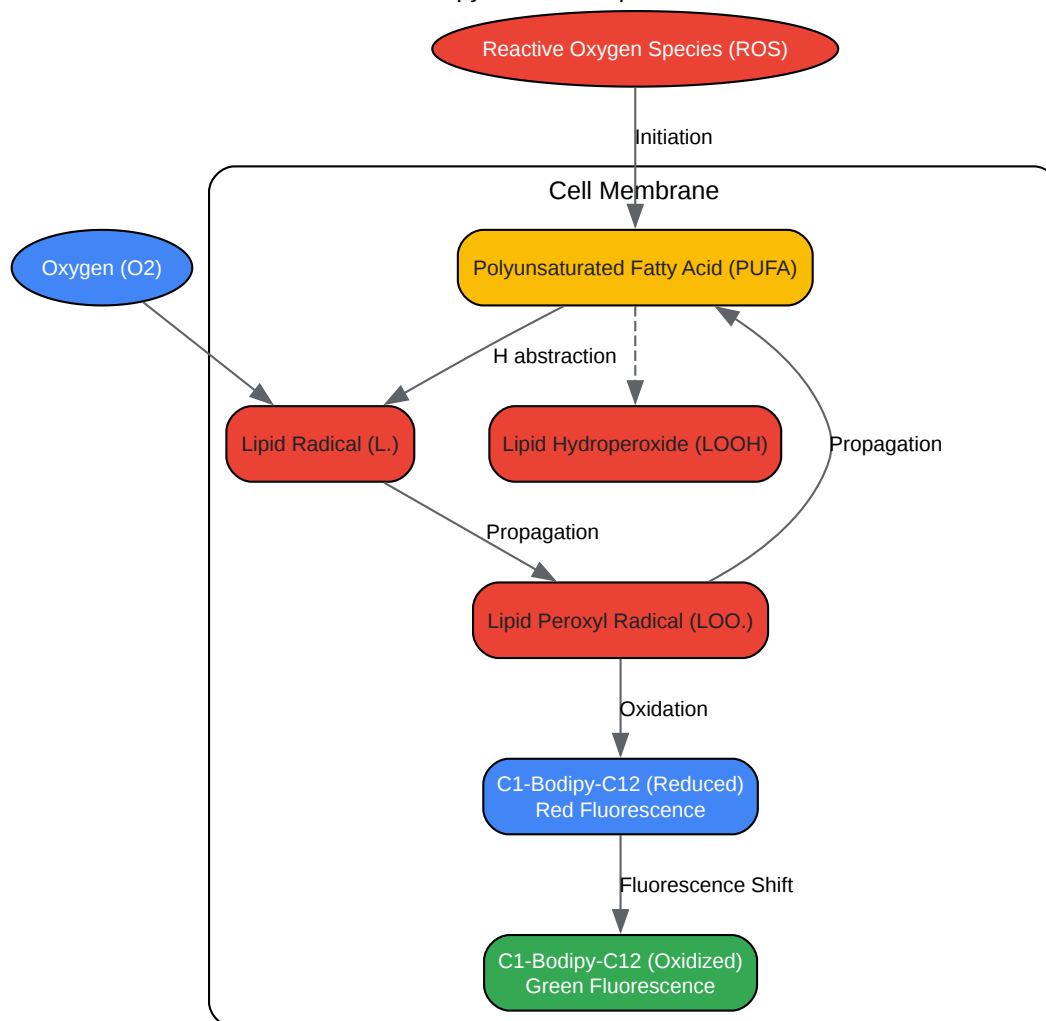 Reactive Oxygen Species (ROS)
Initiation
Cell Membrane
Oxygen (O2)
Polyunsaturated Fatty Acid (PUFA)
H abstraction
Lipid Radical (L.)
Lipid Hydroperoxide (LOOH)
Propagation
Propagation
Lipid Peroxyl Radical (LOO.)
Oxidation
C1-Bodipy-C12 (Reduced)
Red Fluorescence
Fluorescence Shift
C1-Bodipy-C12 (Oxidized)
Green Fluorescence